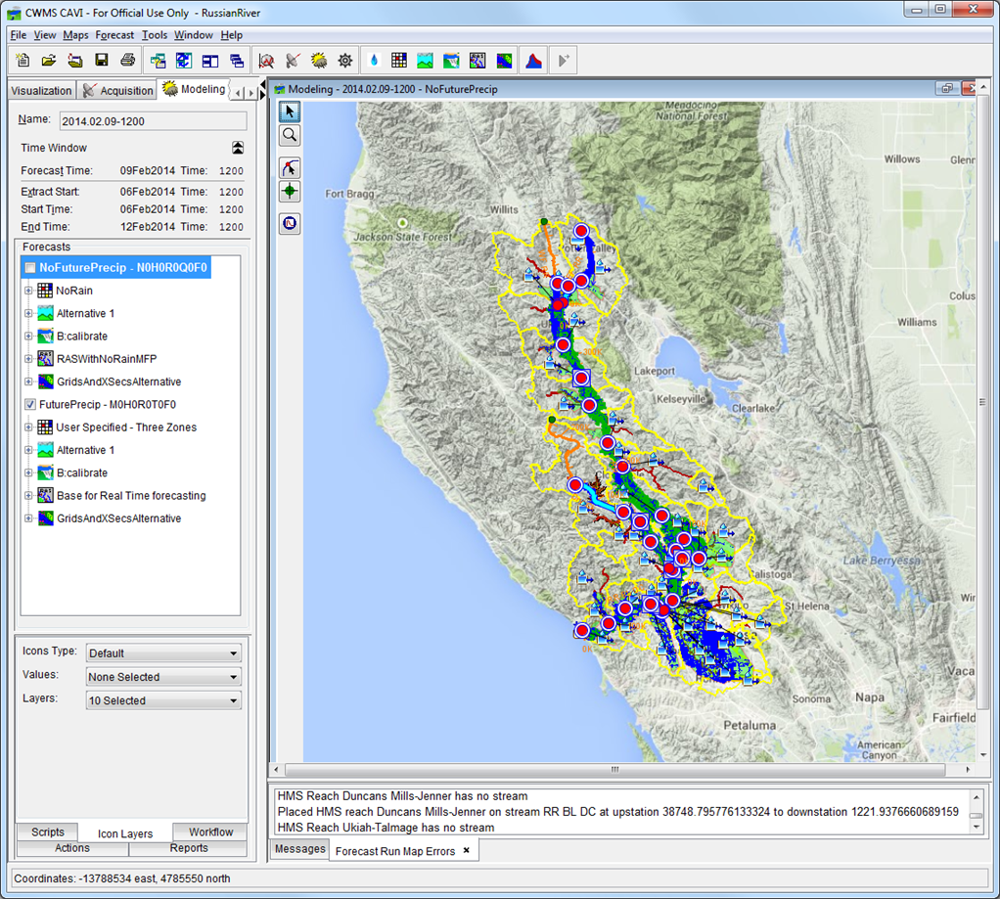 CWMS CAVI - For Official Use Only - RussianRiver
File View Maps Forecast Tools Window Help
Visualization Acquisition Modeling
Name: 2014.02.09-1200
Time Window
Forecast Time: 09Feb2014 Time: 1200
Extract Start: 06Feb2014 Time: 1200
Start Time: 06Feb2014 Time: 1200
End Time: 12Feb2014 Time: 1200
Forecasts
NoFuturePrecip - N0H0R0Q0F0
NoRain
Alternative 1
B:calibrate
RASWithNoRainMFP
GridsAndXSecsAlternative
FuturePrecip - M0H0R0T0F0
User Specified - Three Zones
Alternative 1
B:calibrate
Base for Real Time forecasting
GridsAndXSecsAlternative
Icons Type: Default
Values: None Selected
Layers: 10 Selected
Scripts Icon Layers Workflow
Actions Reports
Modeling - 2014.02.09-1200 - NoFuturePrecip
Mendocino
National Forest
Willows
Glenn
Fort Bragg
Willits
Jackson State Forest
Colus
Williams
Lakeport
Kelseyville
Clearlake
Calistoga
Lake Berryessa
St Helena
Vaca
Sonoma
Napa
Fairfield
Petaluma
American
Canyon
HMS Reach Duncans Mills-Jenner has no stream
Placed HMS reach Duncans Mills-Jenner on stream RR BL DC at upstation 38748.795776133324 to downstation 1221.9376660689159
HMS Reach Ukiah-Talmage has no stream
Messages Forecast Run Map Errors
Coordinates: -13788534 east, 4785550 north